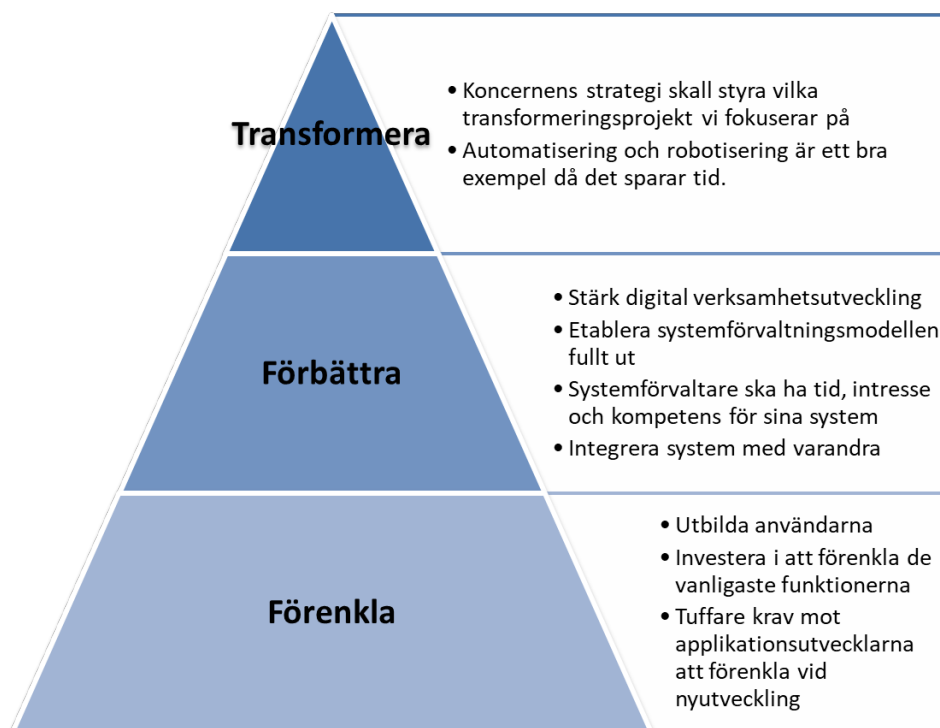 Transformera
• Koncernens strategi skall styra vilka
transformeringsprojekt vi fokuserar på
• Automatisering och robotisering är ett bra
exempel då det sparar tid.
Förbättra
• Stärk digital verksamhetsutveckling
• Etablera systemförvaltningsmodellen
fullt ut
• Systemförvaltare ska ha tid, intresse
och kompetens för sina system
• Integrera system med varandra
Förenkla
• Utbilda användarna
• Investera i att förenkla de
vanligaste funktionerna
• Tuffare krav mot
applikationsutvecklarna
att förenkla vid
nyutveckling